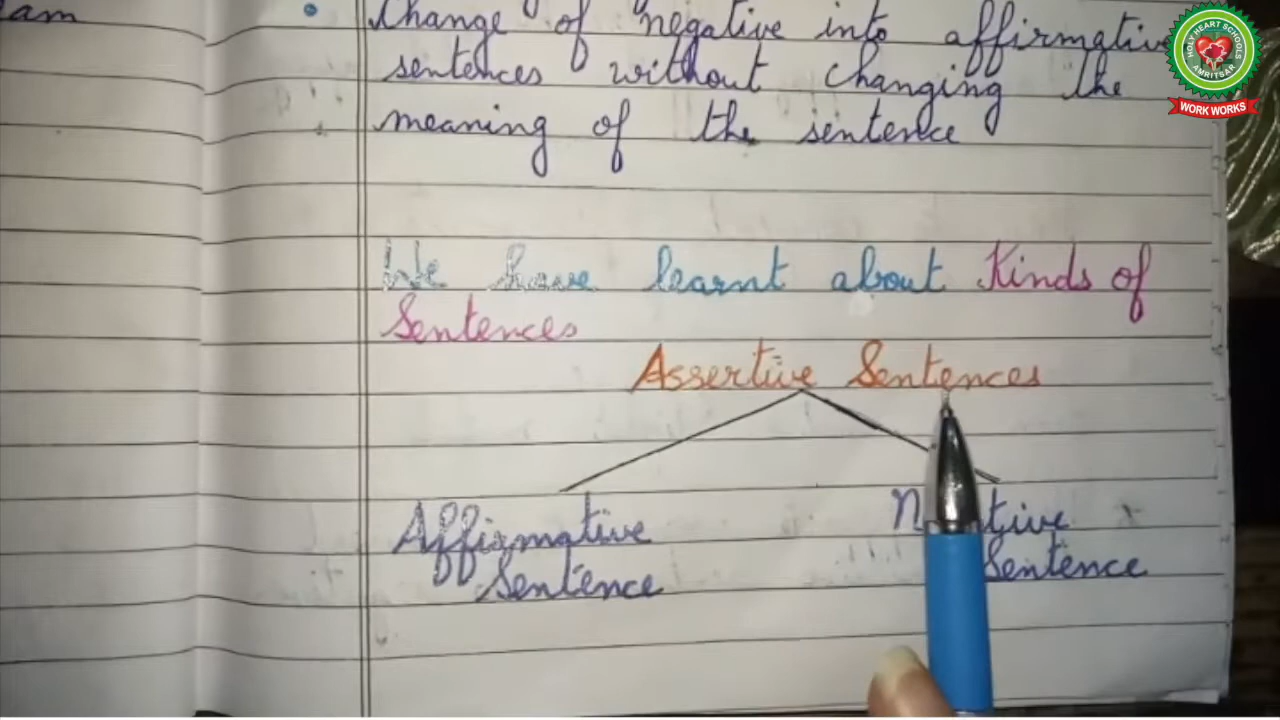 am
Change of negative into affirmative
sentences without changing the
meaning of the sentence
We have learnt about Kinds of
Sentences
Assertive Sentences
Affirmative
Sentence
Sentence
HOLY HEART SCHOOLS
AMRITSAR
WORK WORKS